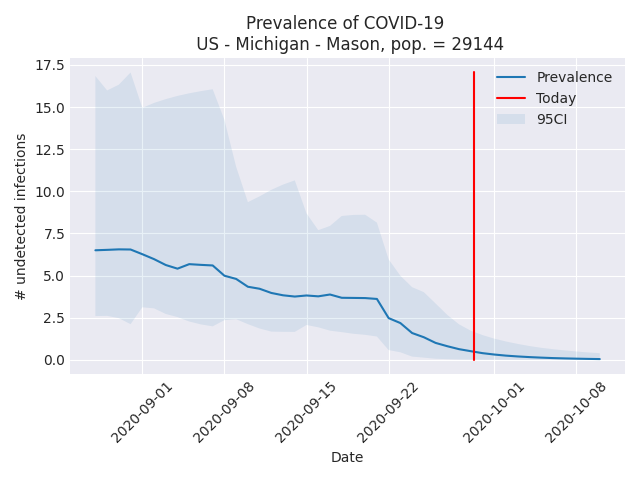 Prevalence of COVID-19
US - Michigan - Mason, pop. = 29144
17.5
15.0
12.5
10.0
7.5
5.0
2.5
0.0
# undetected infections
Prevalence
Today
95CI
2020-09-01
2020-09-08
2020-09-15
2020-09-22
2020-10-01
2020-10-08
Date